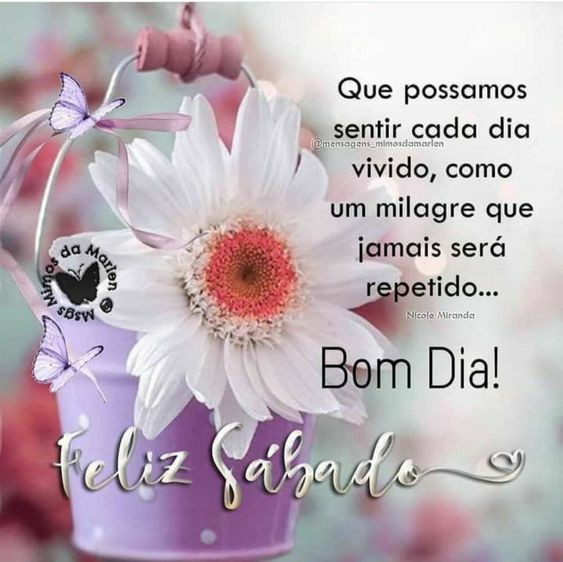 Que possamos
sentir cada dia
@mensagens_mimosdamarlen
vivido, como
um milagre que
jamais será
repetido...
Nicole Miranda
Msgs Mimos da Marlen ®
Bom Dia!
Feliz Sábado